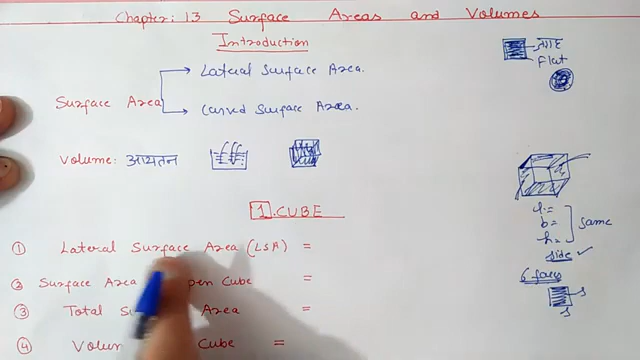 Chapter: 13 Surface Areas and Volumes
Introduction
Surface Area
Lateral Surface Area.
Curved Surface Area.
Flat
Volume: आयतन
1. CUBE
① Lateral Surface Area (LSA) =
② Surface Area pen Cube =
③ Total Su Area =
④ Volum Cube =
l =
b =
h =
Same
side ✓
6 faces
s
s